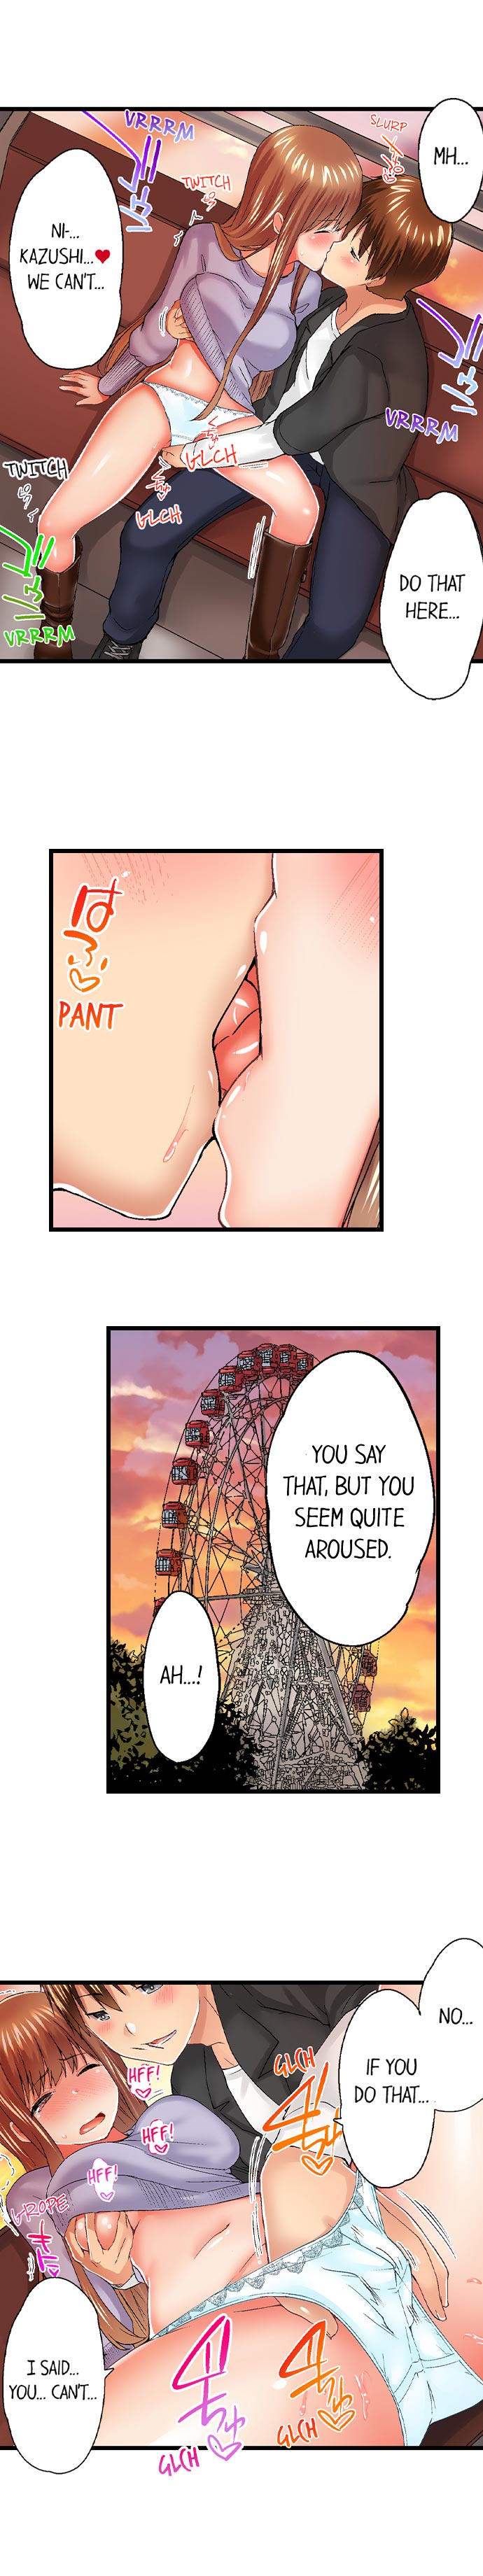 VRRRM
SLURP
MH...
TWITCH
NI-...
KAZUSHI...♥
WE CAN'T...
VRRRM
GLCH
TWITCH
GLCH
DO THAT
HERE...
VRRRM
はぁ♡
PANT
YOU SAY
THAT, BUT YOU
SEEM QUITE
AROUSED.
AH...!
NO...
IF YOU
DO THAT...
GLCH
HFF!
HFF!
HFF!
GROPE
I SAID...
YOU... CAN'T...
GLCH
GLCH